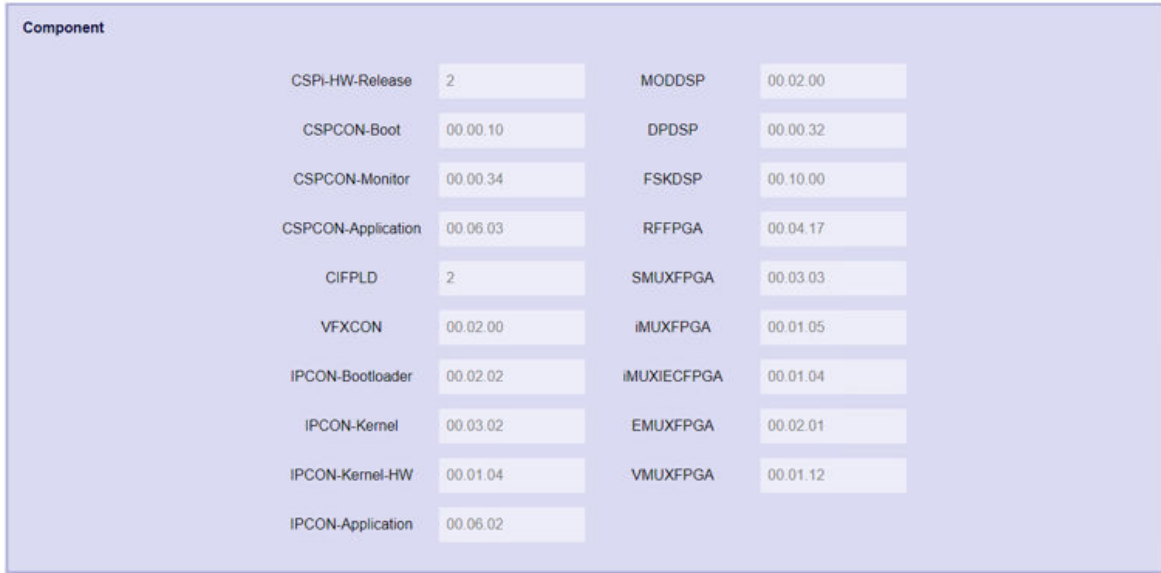 Component
CSPi-HW-Release 2 MODDSP 00.02.00
CSPCON-Boot 00.00.10 DPDSP 00.00.32
CSPCON-Monitor 00.00.34 FSKDSP 00.10.00
CSPCON-Application 00.06.03 RFFPGA 00.04.17
CIFPLD 2 SMUXFPGA 00.03.03
VFXCON 00.02.00 iMUXFPGA 00.01.05
IPCON-Bootloader 00.02.02 iMUXIECFPGA 00.01.04
IPCON-Kernel 00.03.02 EMUXFPGA 00.02.01
IPCON-Kernel-HW 00.01.04 VMUXFPGA 00.01.12
IPCON-Application 00.06.02